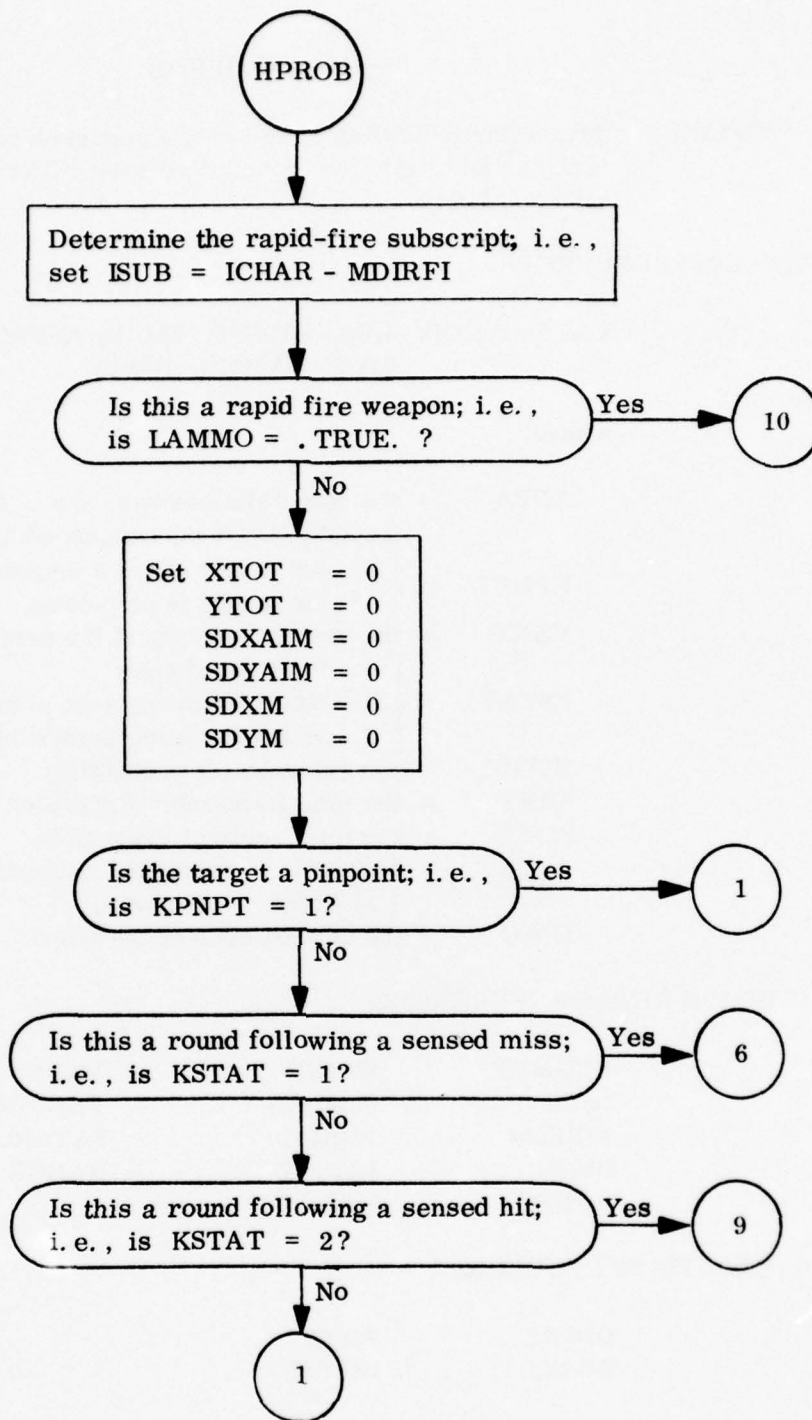 HPROB
Determine the rapid-fire subscript; i.e.,
set ISUB = ICHAR - MDIRFI
Is this a rapid fire weapon; i.e.,
is LAMMO = .TRUE. ?
Yes
10
No
Set XTOT = 0
YTOT = 0
SDXAIM = 0
SDYAIM = 0
SDXM = 0
SDYM = 0
Is the target a pinpoint; i.e.,
is KPNPT = 1?
Yes
1
No
Is this a round following a sensed miss;
i.e., is KSTAT = 1?
Yes
6
No
Is this a round following a sensed hit;
i.e., is KSTAT = 2?
Yes
9
No
1